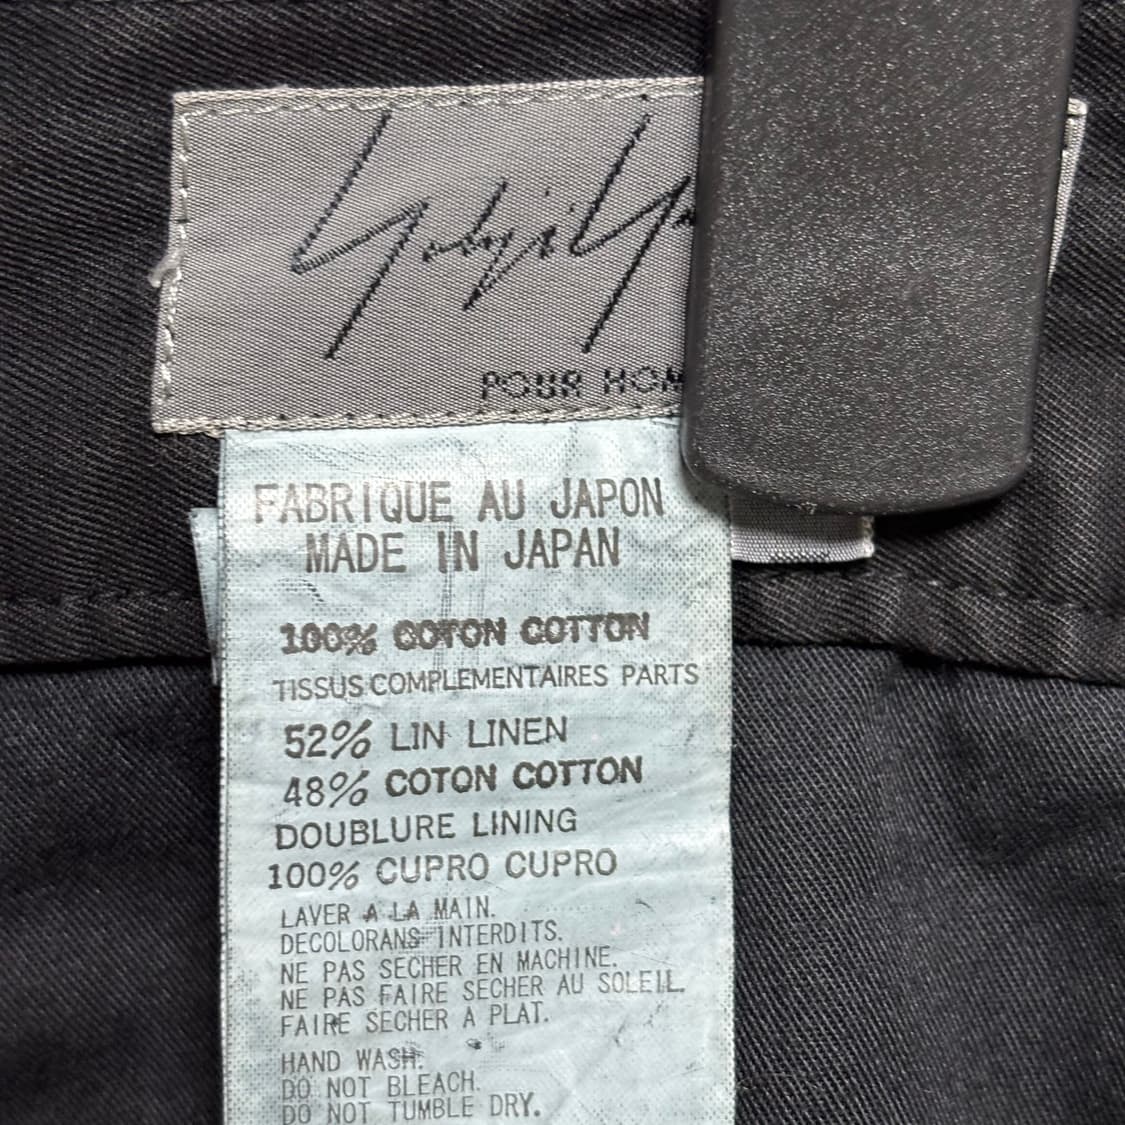 Yohji Y
POUR HOM
FABRIQUE AU JAPON
MADE IN JAPAN
100% COTON COTTON
TISSUS COMPLEMENTAIRES PARTS
52% LIN LINEN
48% COTON COTTON
DOUBLURE LINING
100% CUPRO CUPRO
LAVER A LA MAIN.
DECOLORANS INTERDITS.
NE PAS SECHER EN MACHINE.
NE PAS FAIRE SECHER AU SOLEIL.
FAIRE SECHER A PLAT.
HAND WASH.
DO NOT BLEACH.
DO NOT TUMBLE DRY.